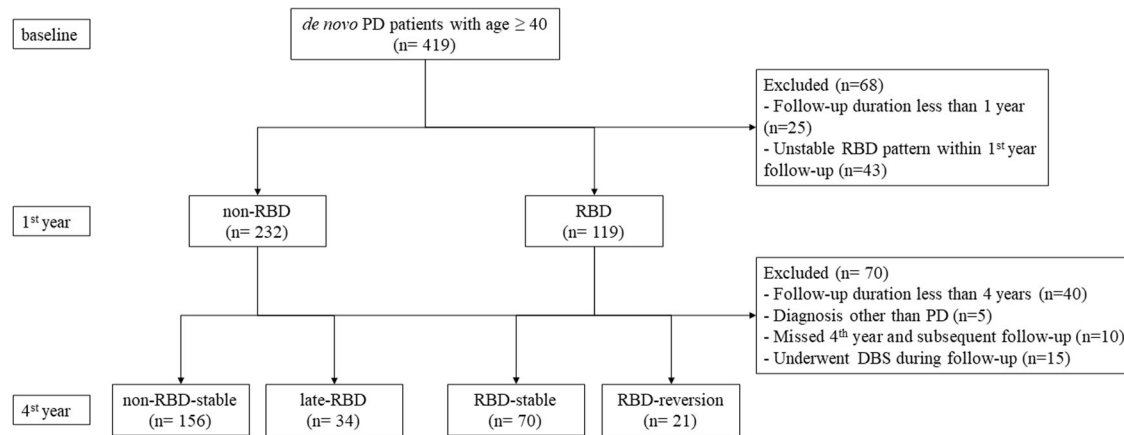 baseline
de novo PD patients with age ≥ 40
(n= 419)
Excluded (n=68)
- Follow-up duration less than 1 year
(n=25)
- Unstable RBD pattern within 1st year
follow-up (n=43)
1st year
non-RBD
(n= 232)
RBD
(n= 119)
Excluded (n= 70)
- Follow-up duration less than 4 years (n=40)
- Diagnosis other than PD (n=5)
- Missed 4th year and subsequent follow-up (n=10)
- Underwent DBS during follow-up (n=15)
4st year
non-RBD-stable
(n= 156)
late-RBD
(n= 34)
RBD-stable
(n= 70)
RBD-reversion
(n= 21)